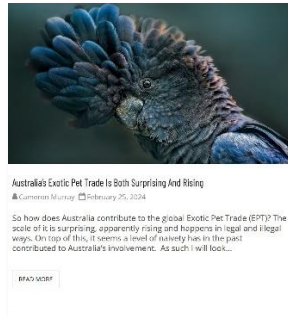 Australia's Exotic Pet Trade Is Both Surprising And Rising
Cameron Murray February 25, 2024
So how does Australia contribute to the global Exotic Pet Trade (EPT)? The
scale of it is surprising, apparently rising and happens in legal and illegal
ways. On top of this, it seems a level of naivety has in the past
contributed to Australia's involvement. As such I will look...
READ MORE